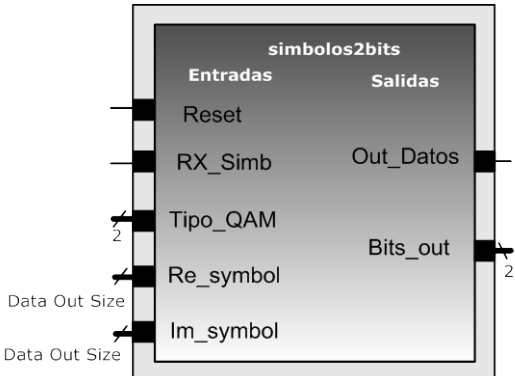 simbolos2bits
Entradas
Salidas
Reset
RX_Simb
Out_Datos
Tipo_QAM
2
Bits_out
2
Re_symbol
Data Out Size
Im_symbol
Data Out Size